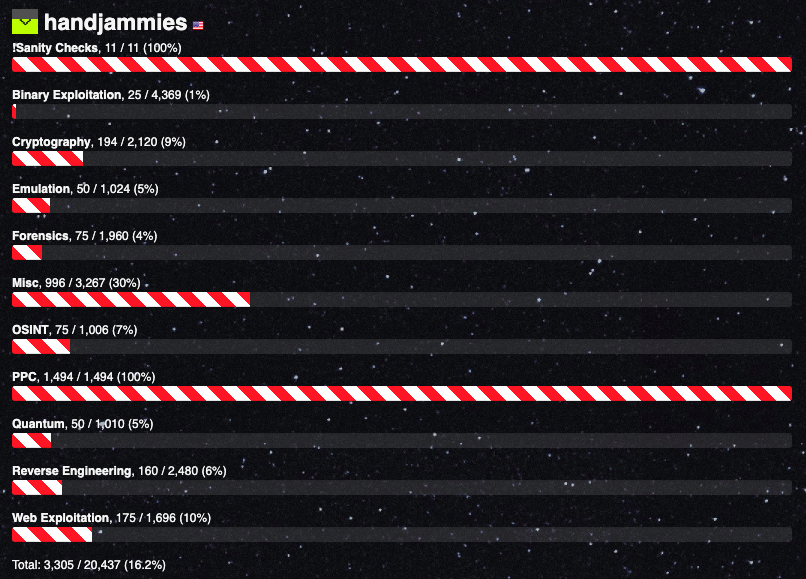 handjammies
!Sanity Checks, 11 / 11 (100%)
Binary Exploitation, 25 / 4,369 (1%)
Cryptography, 194 / 2,120 (9%)
Emulation, 50 / 1,024 (5%)
Forensics, 75 / 1,960 (4%)
Misc, 996 / 3,267 (30%)
OSINT, 75 / 1,006 (7%)
PPC, 1,494 / 1,494 (100%)
Quantum, 50 / 1,010 (5%)
Reverse Engineering, 160 / 2,480 (6%)
Web Exploitation, 175 / 1,696 (10%)
Total: 3,305 / 20,437 (16.2%)